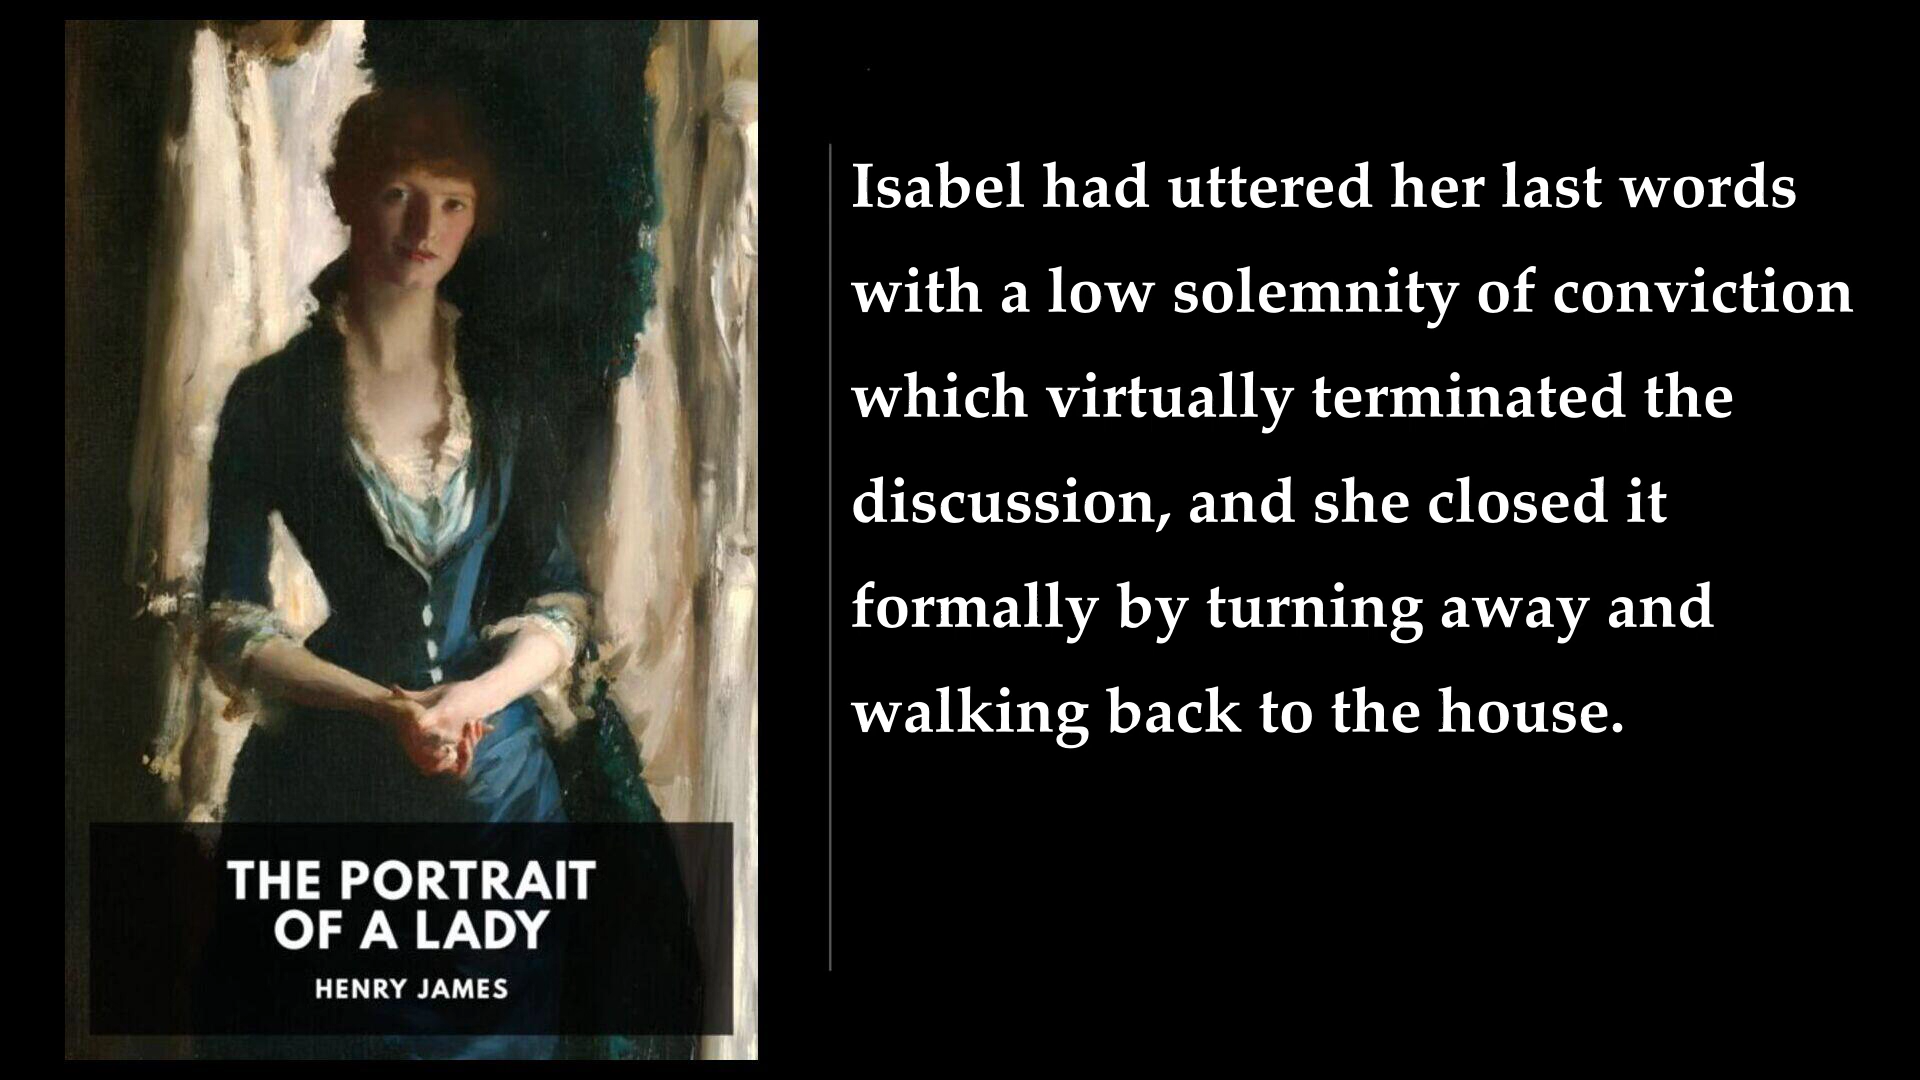 Isabel had uttered her last words
with a low solemnity of conviction
which virtually terminated the
discussion, and she closed it
formally by turning away and
walking back to the house.
THE PORTRAIT
OF A LADY
HENRY JAMES